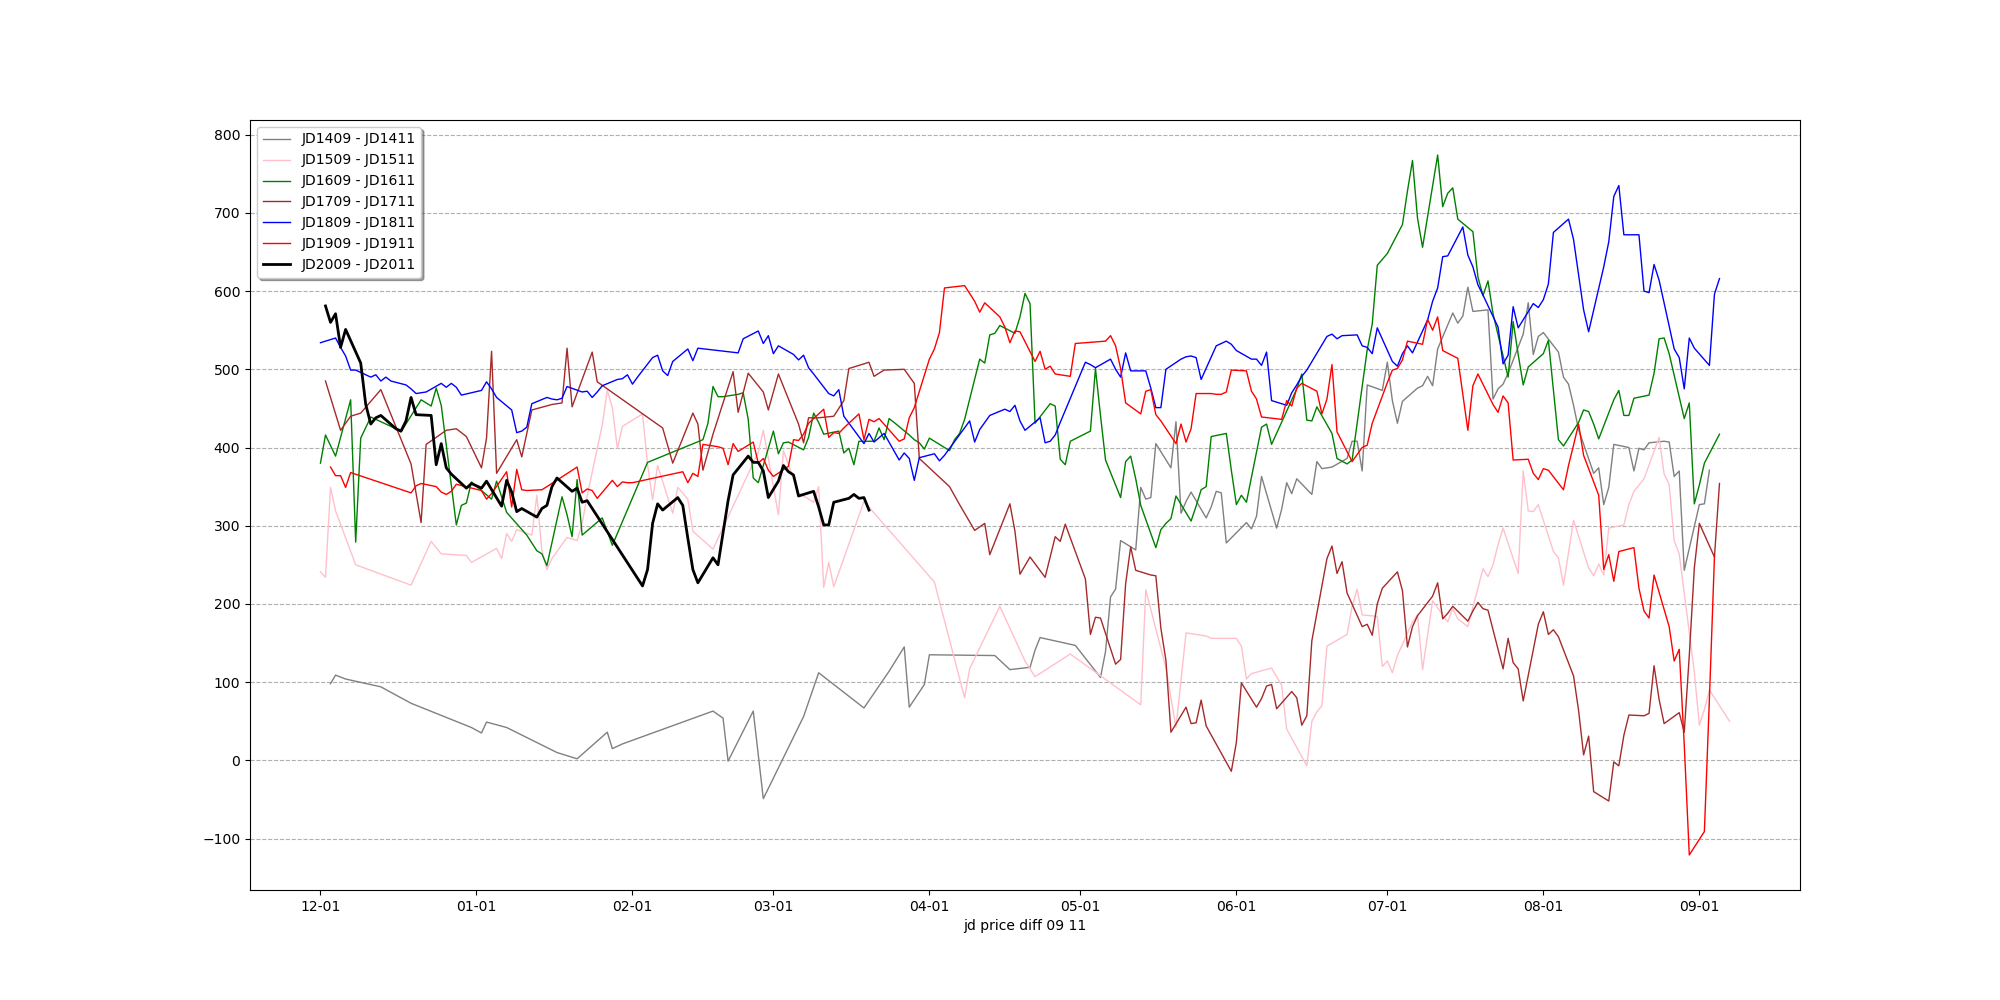 800
700
600
500
400
300
200
100
0
−100
JD1409 - JD1411
JD1509 - JD1511
JD1609 - JD1611
JD1709 - JD1711
JD1809 - JD1811
JD1909 - JD1911
JD2009 - JD2011
12-01 01-01 02-01 03-01 04-01 05-01 06-01 07-01 08-01 09-01
jd price diff 09 11